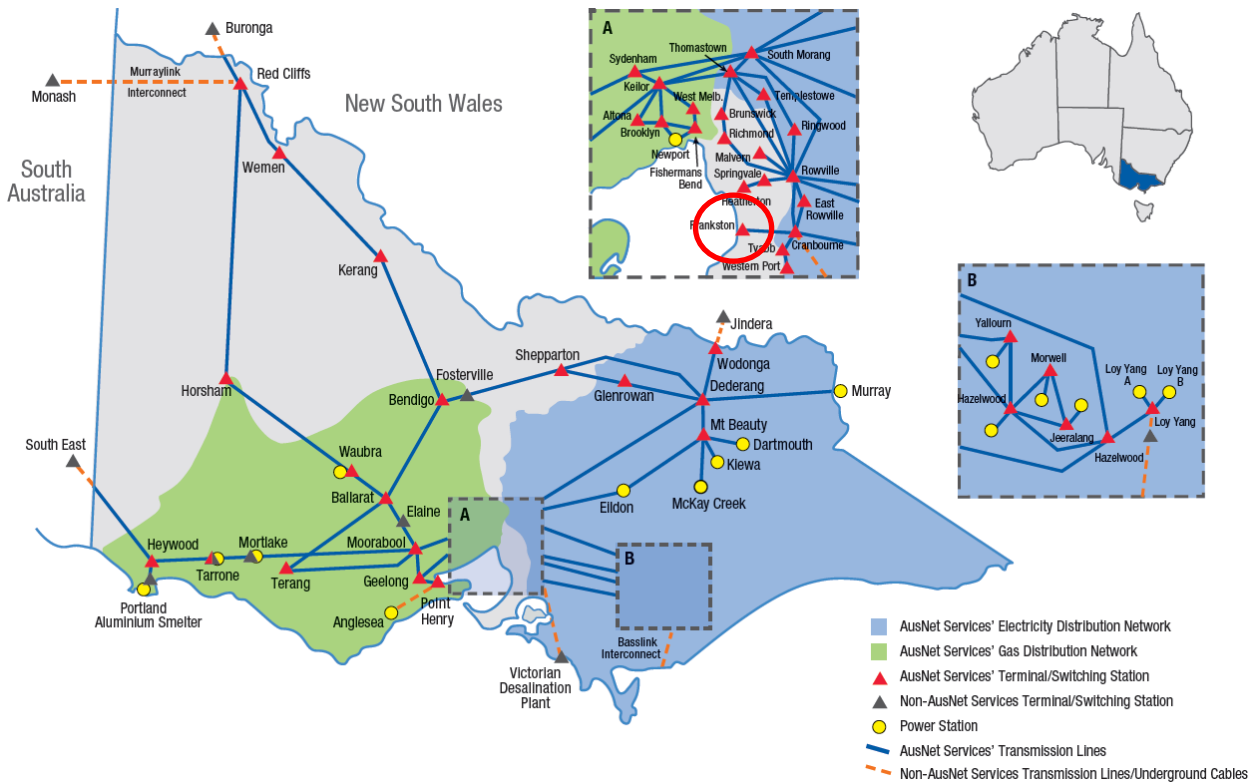 Buronga
Red Cliffs
Murraylink
Interconnect
Monash
New South Wales
South
Australia
Wemen
Kerang
Horsham
Bendigo
Fosterville
Shepparton
Glenrowan
Jindera
Wodonga
Dederang
Murray
Mt Beauty
Dartmouth
Kiewa
McKay Creek
Eildon
South East
Waubra
Ballarat
Elaine
Moorabool
Heywood
Tarrone
Mortlake
Terang
Geelong
Point
Henry
Anglesea
Portland
Aluminium Smelter
A
B
Basslink
Interconnect
Victorian
Desalination
Plant
A
Thomastown
South Morang
Sydenham
Keilor
West Melb.
Templestowe
Altona
Brooklyn
Brunswick
Richmond
Ringwood
Newport
Malvern
Fishermans
Bend
Springvale
Rowville
Heatherton
East
Rowville
Frankston
Cranbourne
Tyabb
Western Port
B
Yallourn
Morwell
Loy Yang
A
Loy Yang
B
Hazelwood
Jeeralang
Loy Yang
Hazelwood
AusNet Services' Electricity Distribution Network
AusNet Services' Gas Distribution Network
AusNet Services' Terminal/Switching Station
Non-AusNet Services Terminal/Switching Station
Power Station
AusNet Services' Transmission Lines
Non-AusNet Services Transmission Lines/Underground Cables